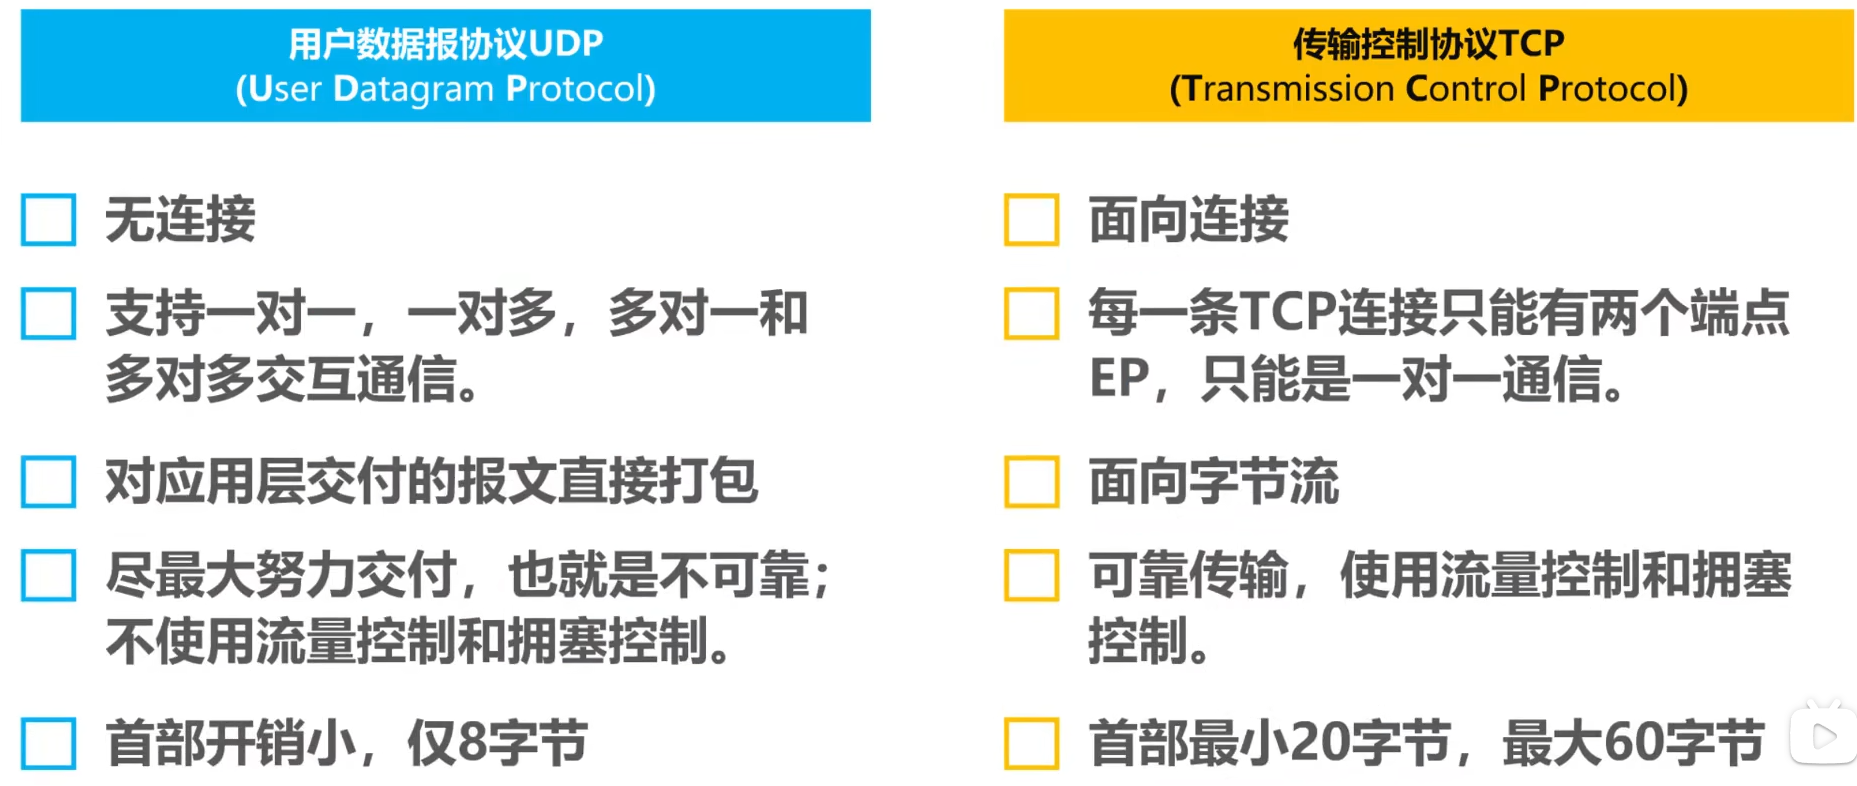 用户数据报协议UDP
(User Datagram Protocol)
无连接
支持一对一，一对多，多对一和
多对多交互通信。
对应用层交付的报文直接打包
尽最大努力交付，也就是不可靠；
不使用流量控制和拥塞控制。
首部开销小，仅8字节
传输控制协议TCP
(Transmission Control Protocol)
面向连接
每一条TCP连接只能有两个端点
EP，只能是一对一通信。
面向字节流
可靠传输，使用流量控制和拥塞
控制。
首部最小20字节，最大60字节